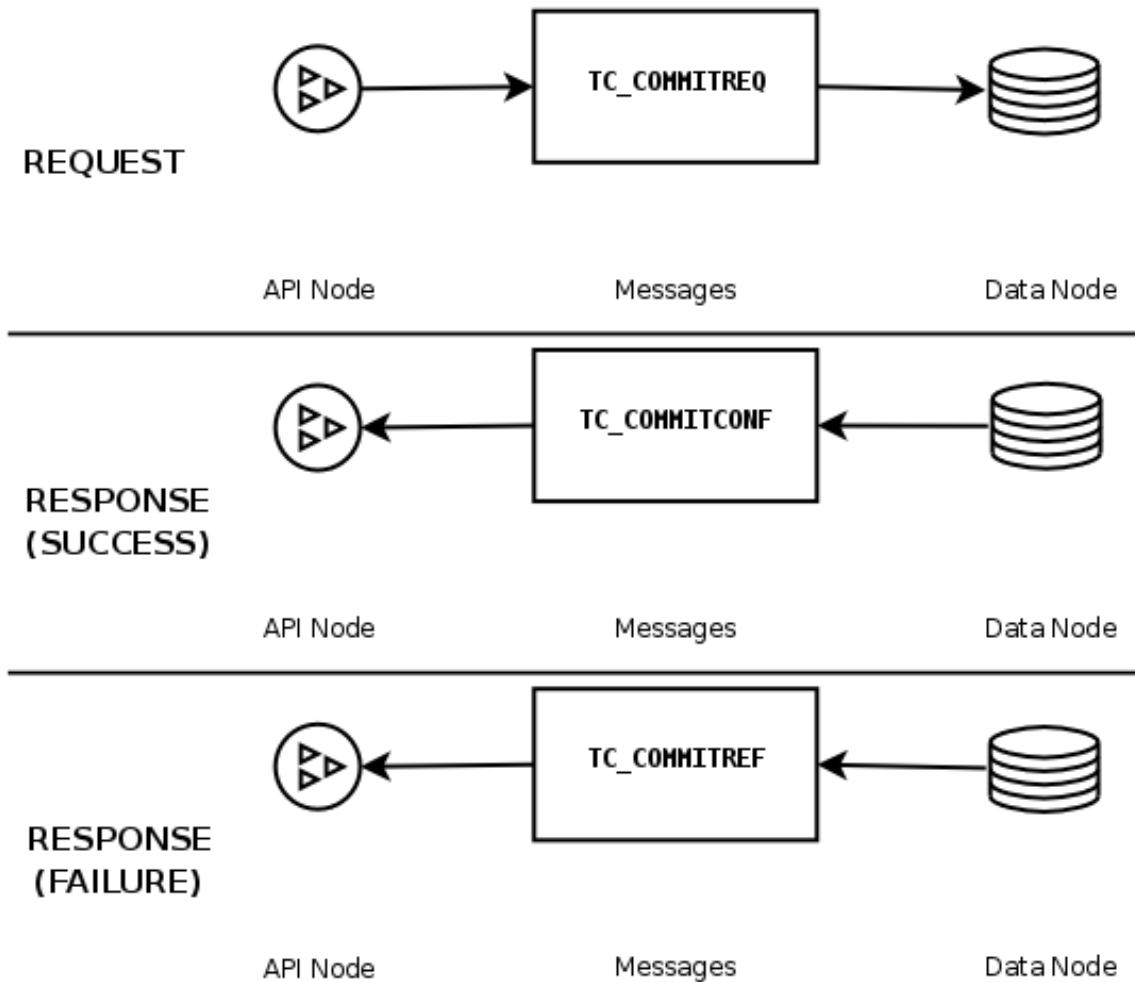 TC_COMMITREQ
REQUEST
API Node
Messages
Data Node
TC_COMMITCONF
RESPONSE
(SUCCESS)
API Node
Messages
Data Node
TC_COMMITREF
RESPONSE
(FAILURE)
API Node
Messages
Data Node